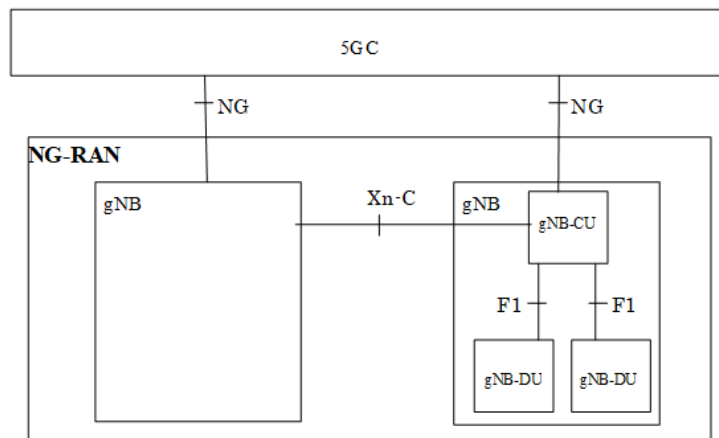 5GC
NG
NG
NG-RAN
gNB
Xn-C
gNB
gNB-CU
F1
F1
gNB-DU
gNB-DU